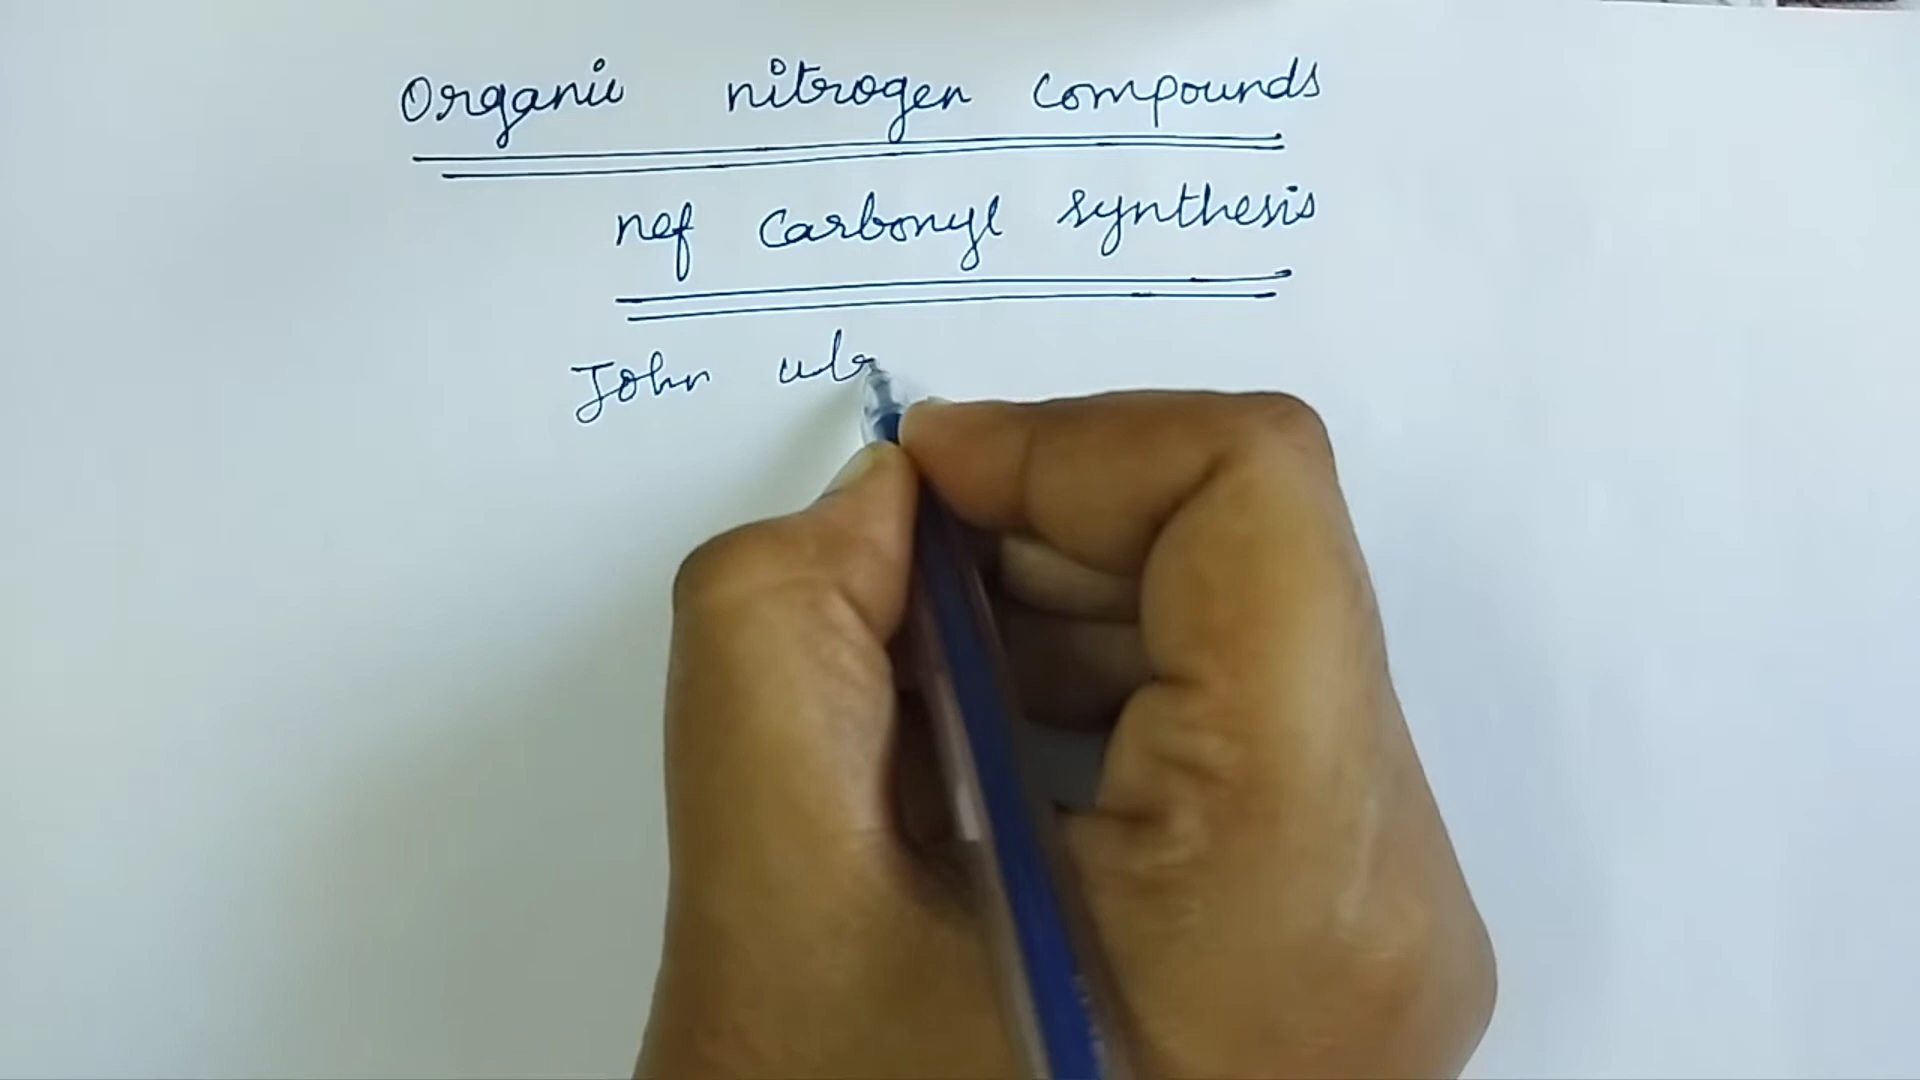 Organic nitrogen compounds
nef carbonyl synthesis
John